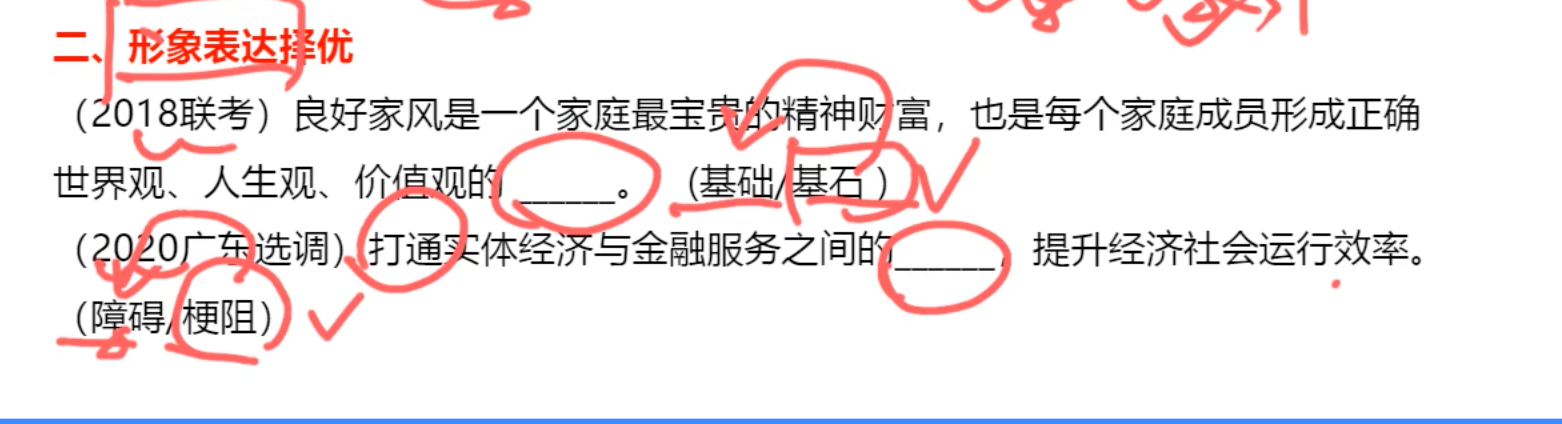 二、形象表达择优
（2018联考）良好家风是一个家庭最宝贵的精神财富，也是每个家庭成员形成正确
世界观、人生观、价值观的______。（基础/基石 ）
（2020广东选调）打通实体经济与金融服务之间的______，提升经济社会运行效率。
（障碍/梗阻）